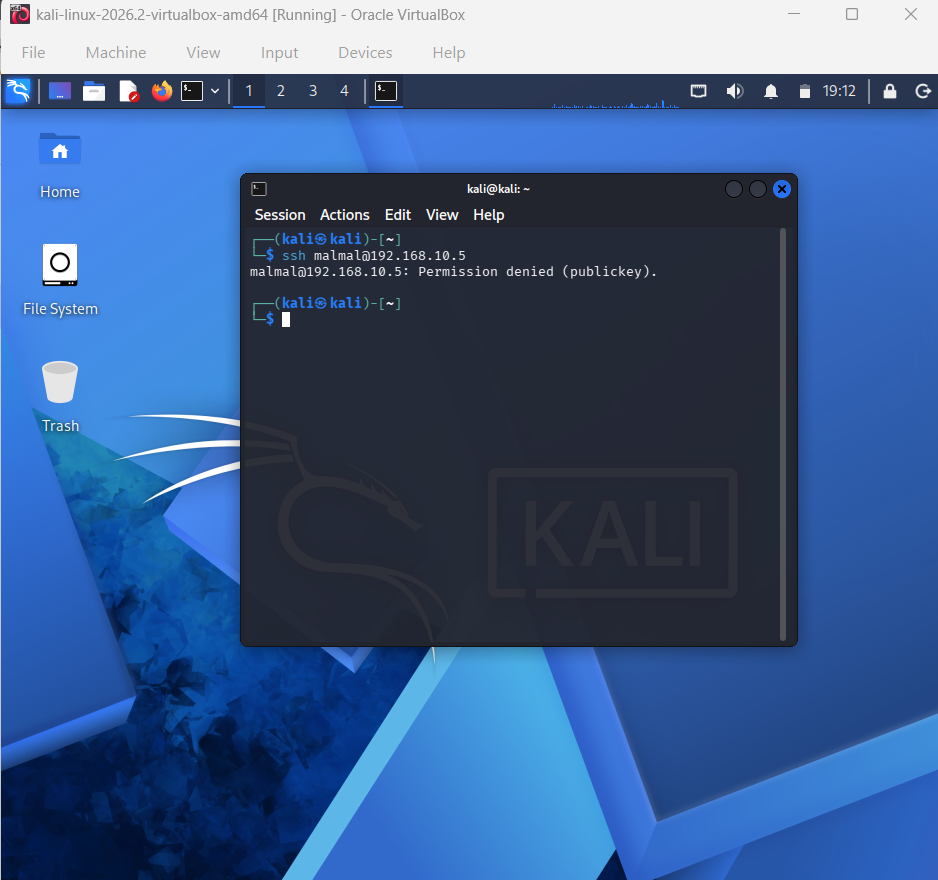 kali-linux-2026.2-virtualbox-amd64 [Running] - Oracle VirtualBox
File Machine View Input Devices Help
1 2 3 4 19:12
Home
File System
Trash
kali@kali: ~
Session Actions Edit View Help
┌──(kali㉿kali)-[~]
└─$ ssh malmal@192.168.10.5
malmal@192.168.10.5: Permission denied (publickey).
┌──(kali㉿kali)-[~]
└─$
KALI